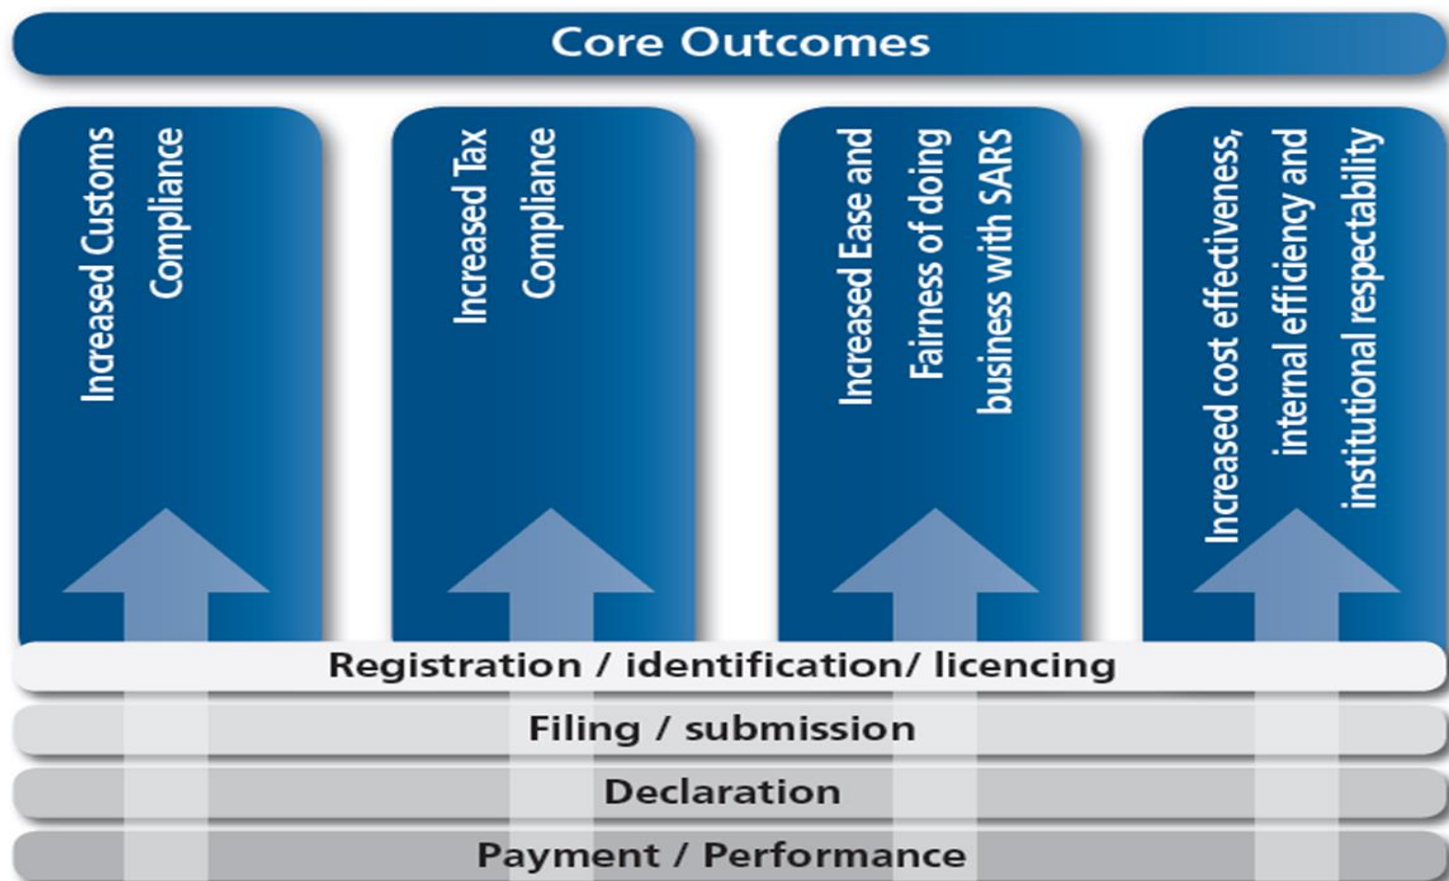 Core Outcomes
Increased Customs
Compliance
Increased Tax
Compliance
Increased Ease and
Fairness of doing
business with SARS
Increased cost effectiveness,
internal efficiency and
institutional respectability
Registration / identification/ licencing
Filing / submission
Declaration
Payment / Performance